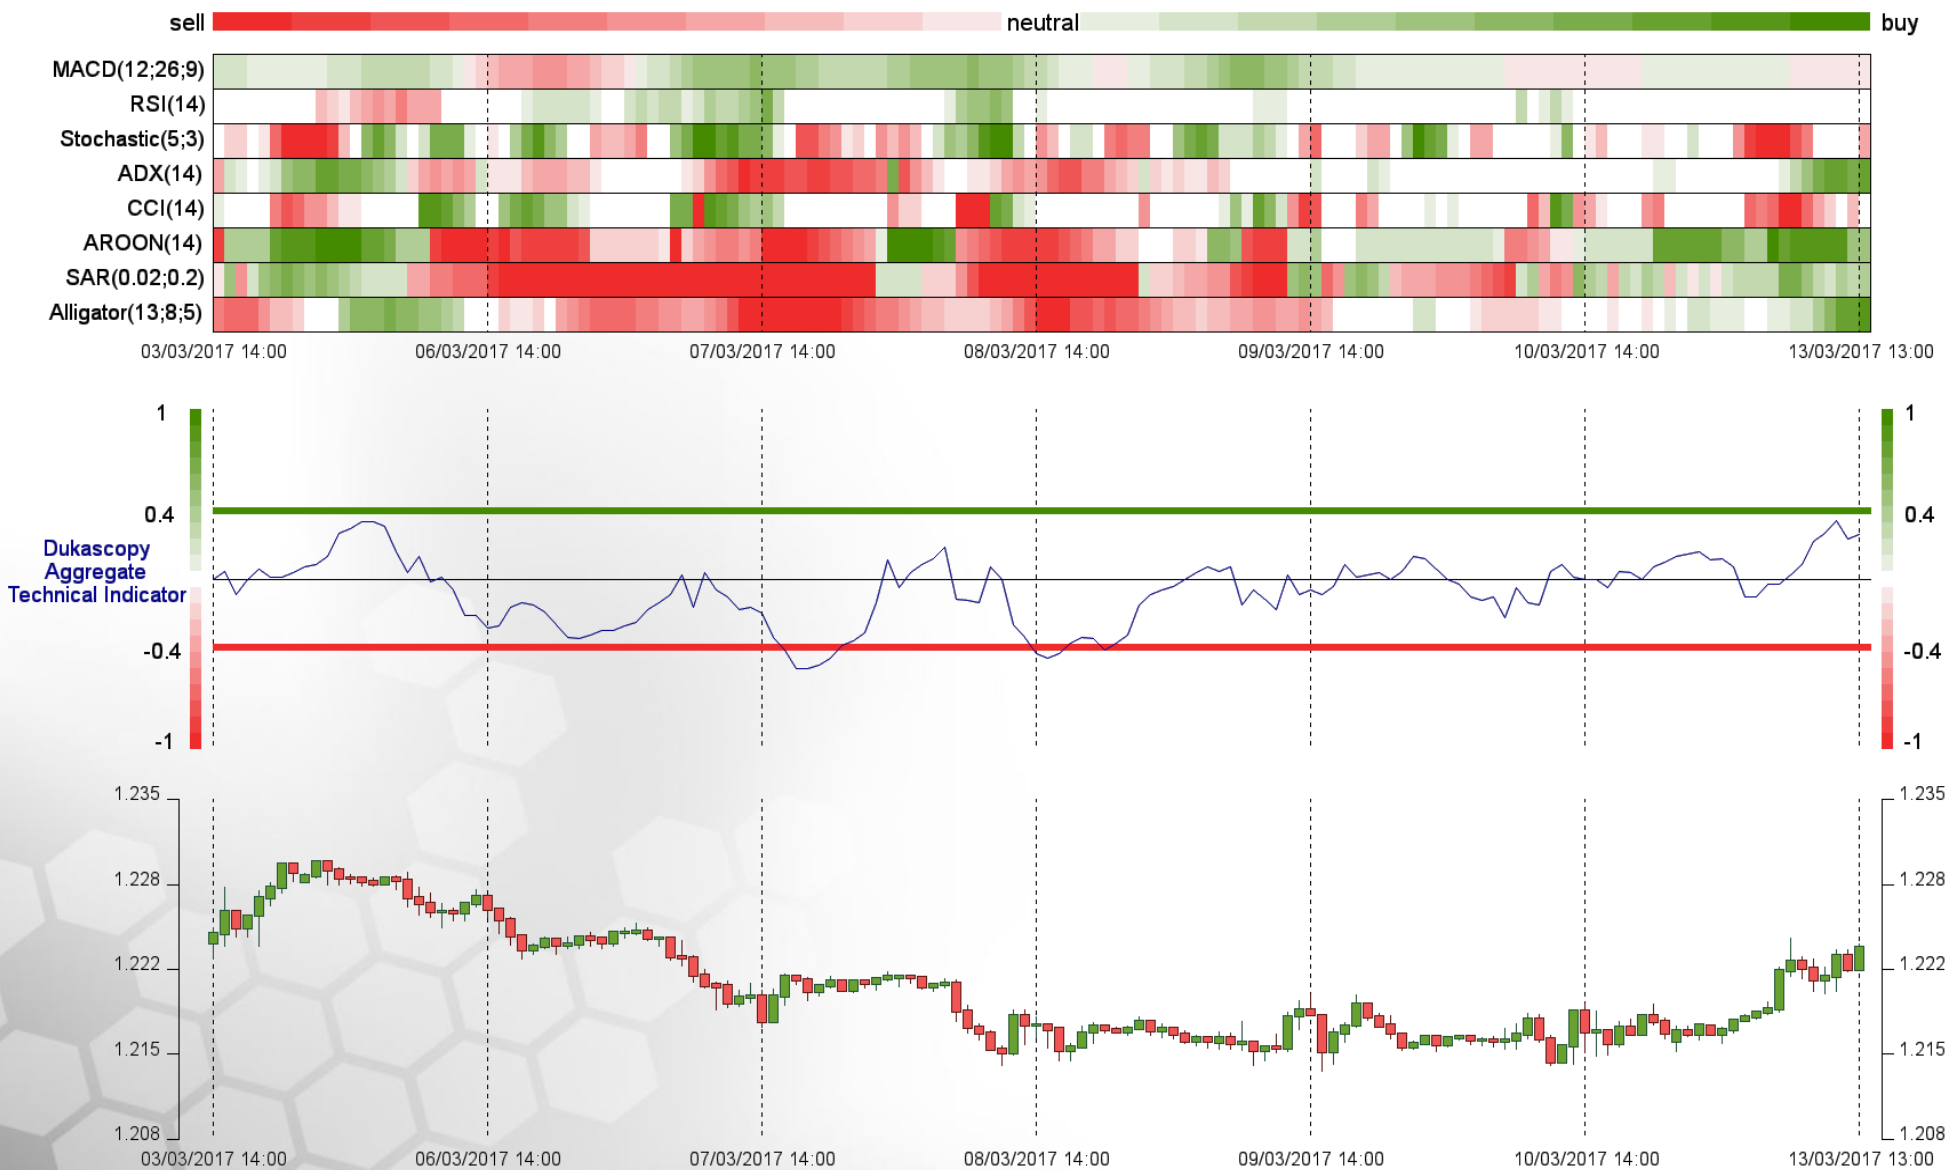 sell neutral buy
MACD(12;26;9)
RSI(14)
Stochastic(5;3)
ADX(14)
CCI(14)
AROON(14)
SAR(0.02;0.2)
Alligator(13;8;5)
03/03/2017 14:00 06/03/2017 14:00 07/03/2017 14:00 08/03/2017 14:00 09/03/2017 14:00 10/03/2017 14:00 13/03/2017 13:00
1 1
0.4 0.4
Dukascopy
Aggregate
Technical Indicator
-0.4 -0.4
-1 -1
1.235 1.235
1.228 1.228
1.222 1.222
1.215 1.215
1.208 1.208
03/03/2017 14:00 06/03/2017 14:00 07/03/2017 14:00 08/03/2017 14:00 09/03/2017 14:00 10/03/2017 14:00 13/03/2017 13:00